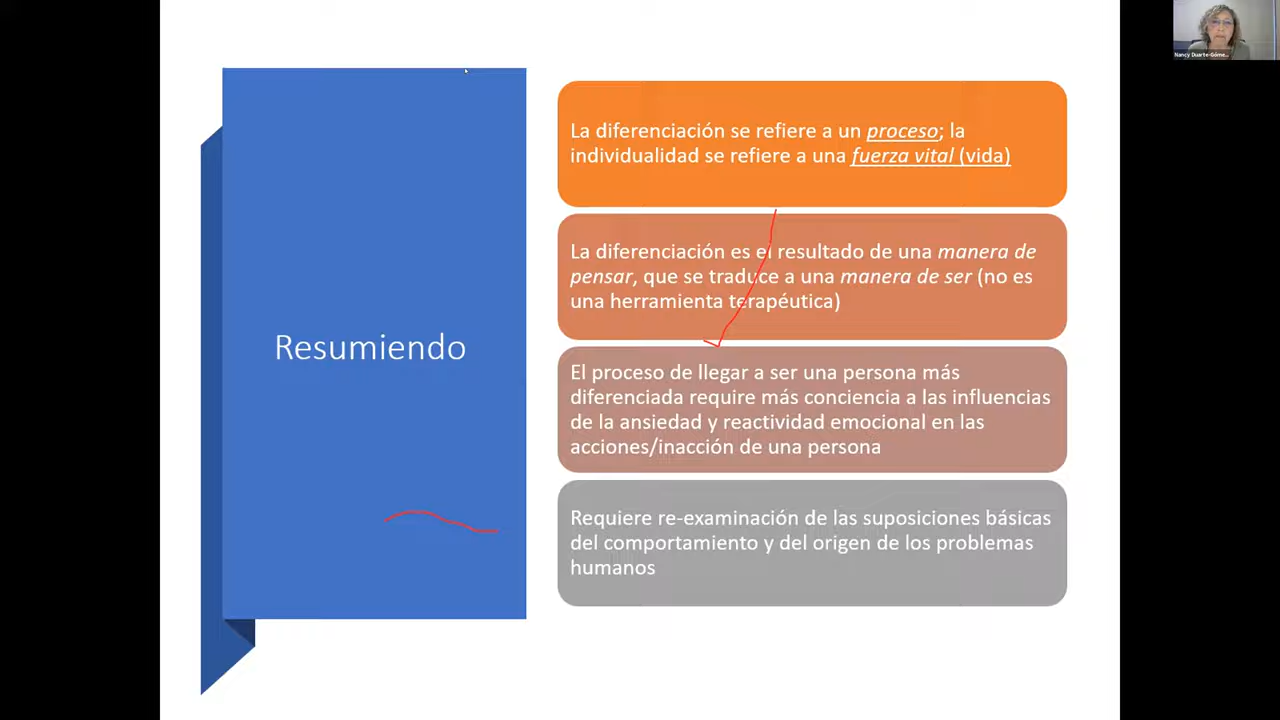 Resumiendo
La diferenciación se refiere a un proceso; la
individualidad se refiere a una fuerza vital (vida)
La diferenciación es el resultado de una manera de
pensar, que se traduce a una manera de ser (no es
una herramienta terapéutica)
El proceso de llegar a ser una persona más
diferenciada require más conciencia a las influencias
de la ansiedad y reactividad emocional en las
acciones/inacción de una persona
Requiere re-examinación de las suposiciones básicas
del comportamiento y del origen de los problemas
humanos
Nancy Duarte Góme...